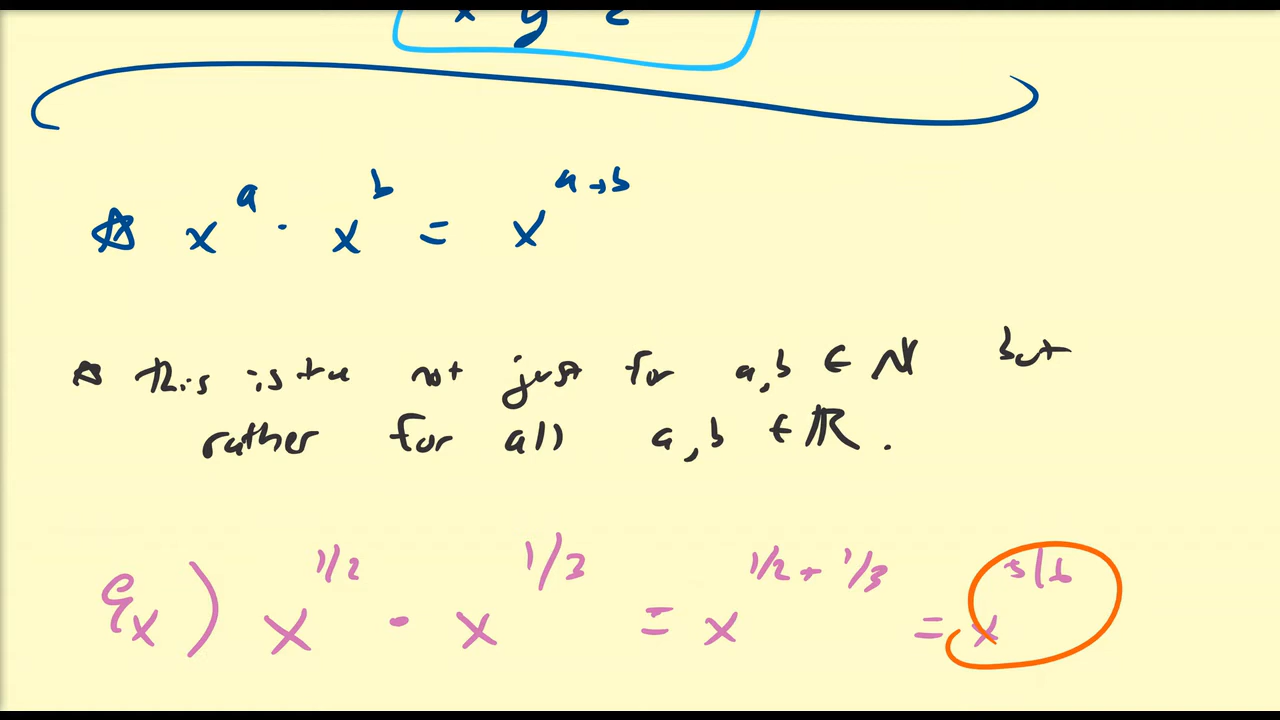 x y z
☆ x^a · x^b = x^{a+b}
☆ this is true not just for a,b ∈ ℕ but
rather for all a,b ∈ ℝ.
ex) x^{1/2} · x^{1/3} = x^{1/2 + 1/3} = x^{5/6}